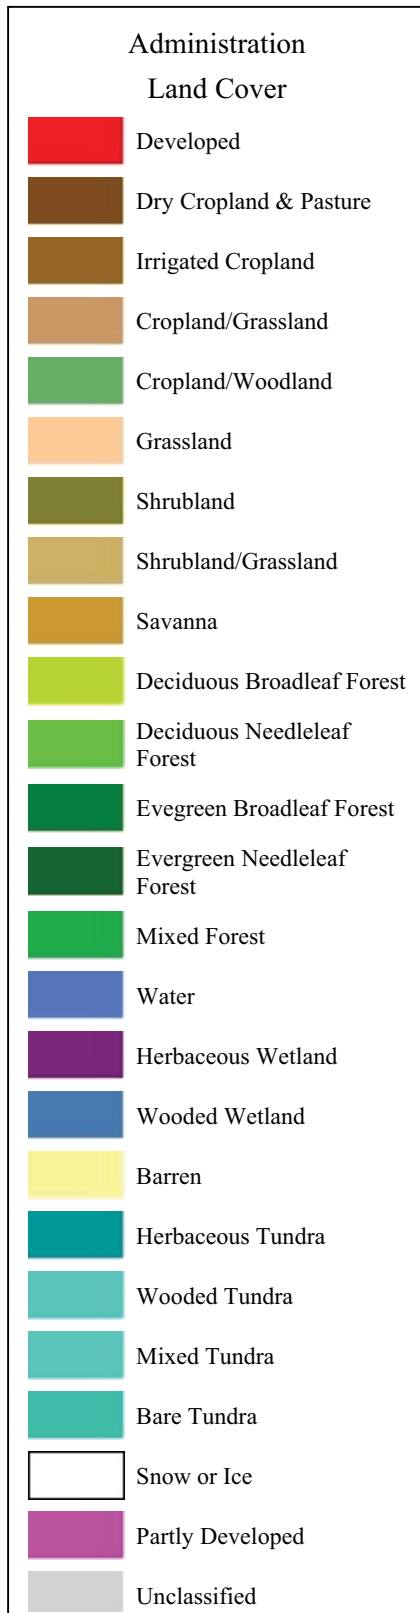 Administration
Land Cover
Developed
Dry Cropland & Pasture
Irrigated Cropland
Cropland/Grassland
Cropland/Woodland
Grassland
Shrubland
Shrubland/Grassland
Savanna
Deciduous Broadleaf Forest
Deciduous Needleleaf
Forest
Evegreen Broadleaf Forest
Evergreen Needleleaf
Forest
Mixed Forest
Water
Herbaceous Wetland
Wooded Wetland
Barren
Herbaceous Tundra
Wooded Tundra
Mixed Tundra
Bare Tundra
Snow or Ice
Partly Developed
Unclassified